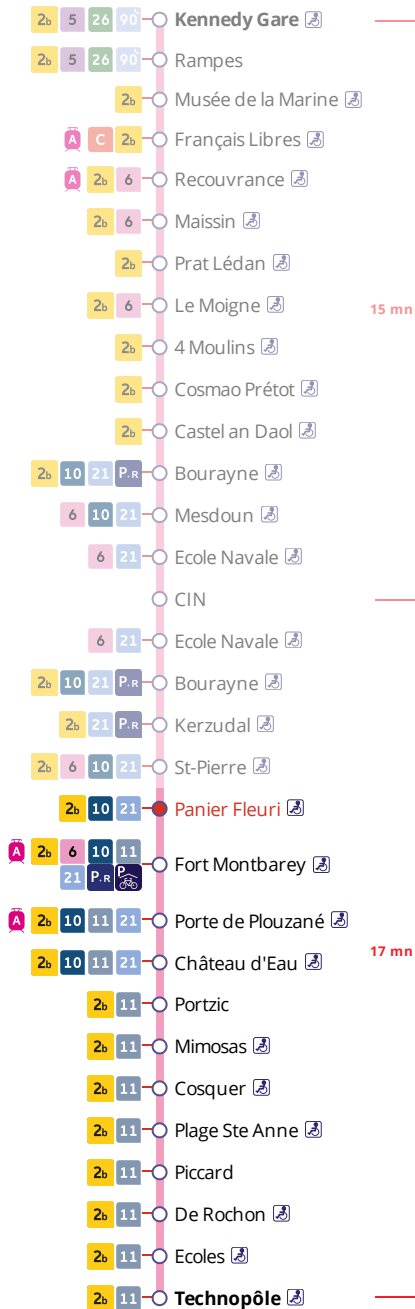 2b 5 26 90 Kennedy Gare
2b 5 26 90 Rampes
2b Musée de la Marine
A C 2b Français Libres
A 2b 6 Recouvrance
2b 6 Maissin
2b Prat Lédan
2b 6 Le Moigne 15 mn
2b 4 Moulins
2b Cosmao Prétot
2b Castel an Daol
2b 10 21 P+R Bourayne
6 10 21 Mesdoun
6 21 Ecole Navale
CIN
6 21 Ecole Navale
2b 10 21 P+R Bourayne
2b 21 P+R Kerzudal
2b 6 10 21 St-Pierre
2b 10 21 Panier Fleuri
A 2b 6 10 11
21 P+R P Fort Montbarey
A 2b 10 11 21 Porte de Plouzané
2b 10 11 21 Château d'Eau 17 mn
2b 11 Portzic
2b 11 Mimosas
2b 11 Cosquer
2b 11 Plage Ste Anne
2b 11 Piccard
2b 11 De Rochon
2b 11 Ecoles
2b 11 Technopôle